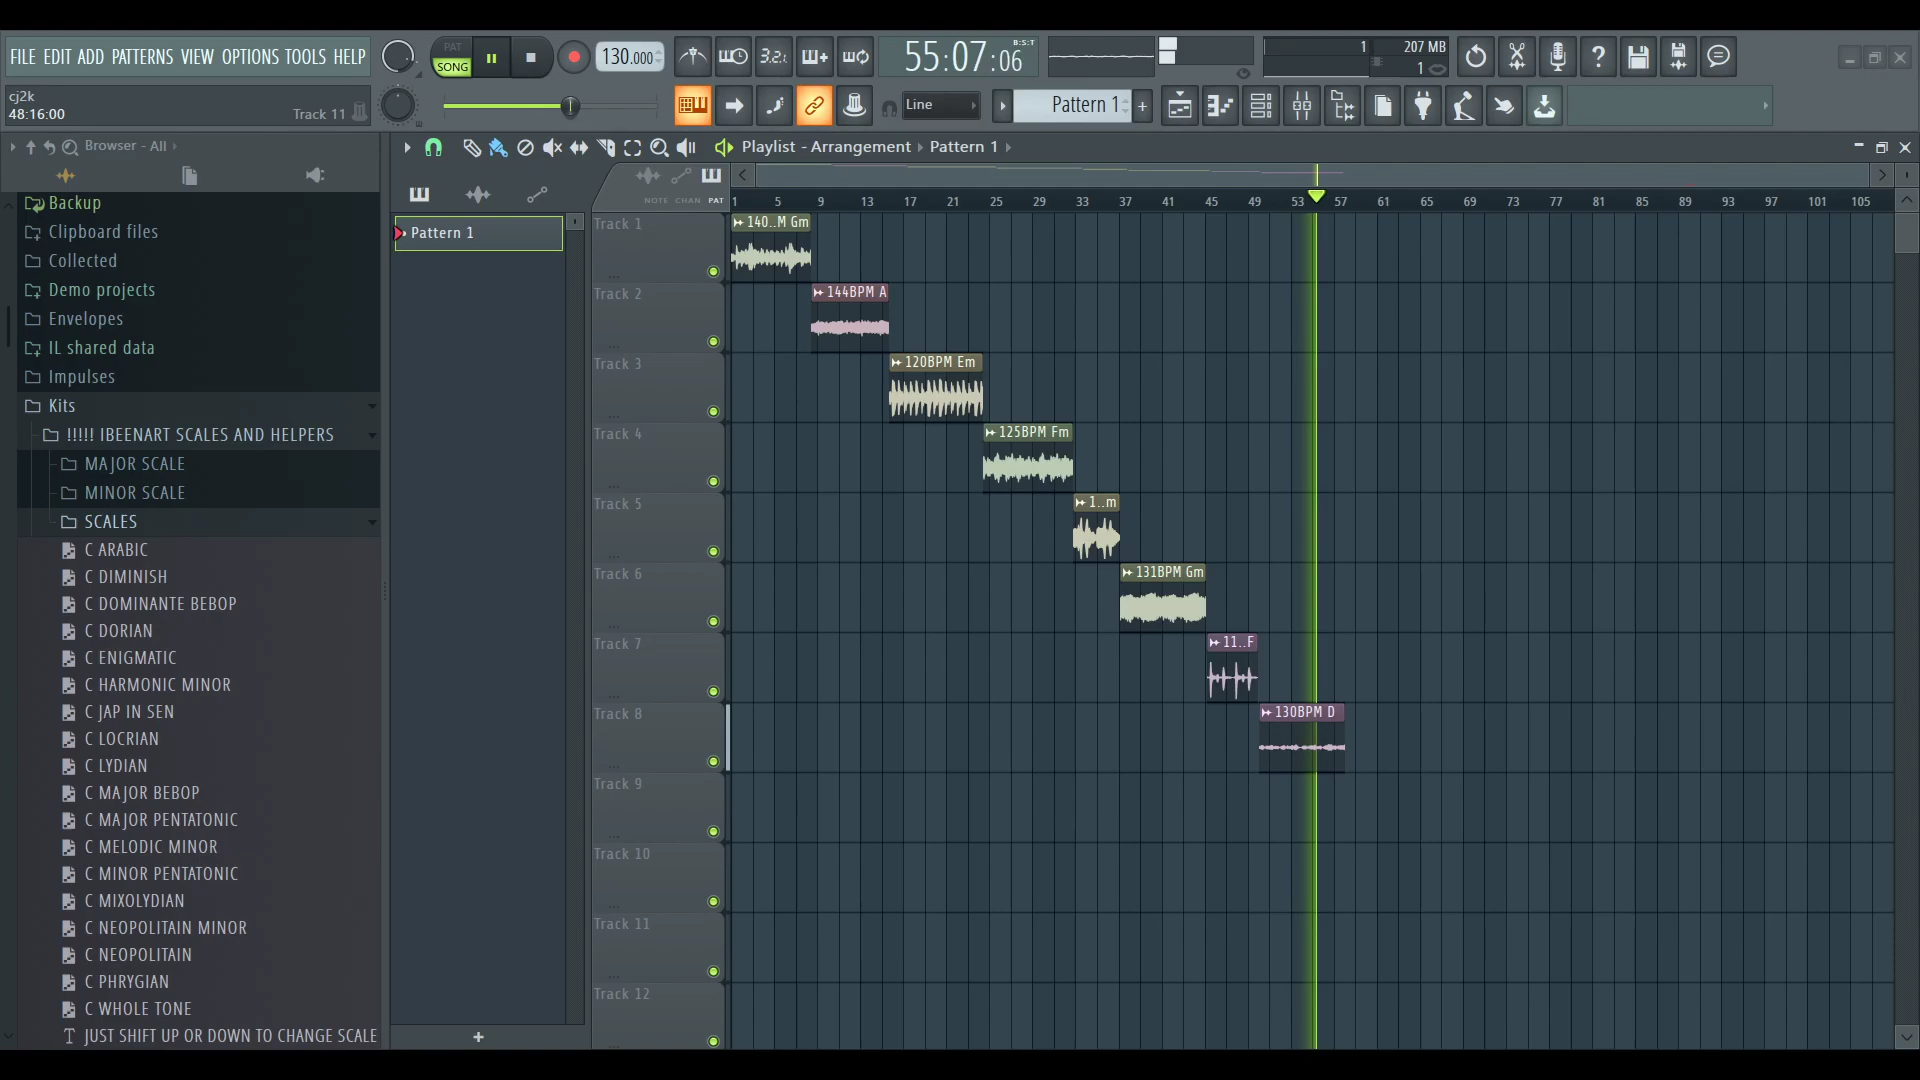 FILE EDIT ADD PATTERNS VIEW OPTIONS TOOLS HELP
PAT
SONG
130.000
3.2.1
55:07:06
B:S:T
1
207 MB
1
cj2k
48:16:00
Track 11
Line
Pattern 1
+
Browser - All
Playlist - Arrangement
Pattern 1
Backup
Clipboard files
Collected
Demo projects
Envelopes
IL shared data
Impulses
Kits
!!!!! IBEENART SCALES AND HELPERS
MAJOR SCALE
MINOR SCALE
SCALES
C ARABIC
C DIMINISH
C DOMINANTE BEBOP
C DORIAN
C ENIGMATIC
C HARMONIC MINOR
C JAP IN SEN
C LOCRIAN
C LYDIAN
C MAJOR BEBOP
C MAJOR PENTATONIC
C MELODIC MINOR
C MINOR PENTATONIC
C MIXOLYDIAN
C NEOPOLITAIN MINOR
C NEOPOLITAIN
C PHRYGIAN
C WHOLE TONE
JUST SHIFT UP OR DOWN TO CHANGE SCALE
Pattern 1
+
NOTE CHAN PAT
1 5 9 13 17 21 25 29 33 37 41 45 49 53 57 61 65 69 73 77 81 85 89 93 97 101 105
Track 1
140..M Gm
Track 2
144BPM A
Track 3
120BPM Em
Track 4
125BPM Fm
Track 5
1..m
Track 6
131BPM Gm
Track 7
11..F
Track 8
130BPM D
Track 9
Track 10
Track 11
Track 12